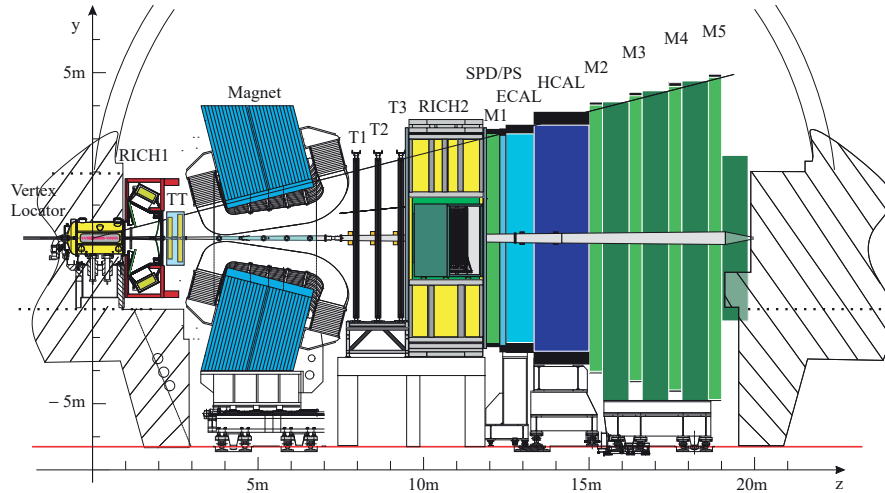 y
5m
Magnet
SPD/PS
ECAL
HCAL
M1
M2
M3
M4
M5
RICH2
T1
T2
T3
RICH1
TT
Vertex
Locator
− 5m
5m
10m
15m
20m
z